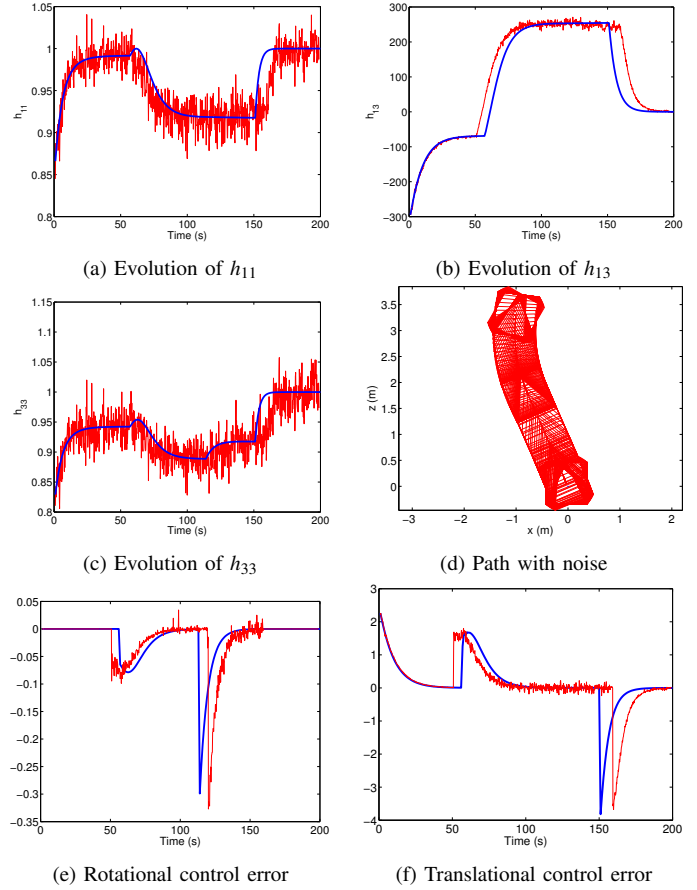 1.05
1
0.95
0.9
0.85
0.8
h11
0 50 100 150 200
Time (s)
(a) Evolution of h11
300
200
100
0
−100
−200
−300
h13
0 50 100 150 200
Time (s)
(b) Evolution of h13
1.15
1.1
1.05
1
0.95
0.9
0.85
0.8
h33
0 50 100 150 200
Time (s)
(c) Evolution of h33
3.5
3
2.5
2
1.5
1
0.5
0
z (m)
−3 −2 −1 0 1 2
x (m)
(d) Path with noise
0.05
0
−0.05
−0.1
−0.15
−0.2
−0.25
−0.3
−0.35
0 50 100 150 200
Time (s)
(e) Rotational control error
3
2
1
0
−1
−2
−3
−4
0 50 100 150 200
Time (s)
(f) Translational control error